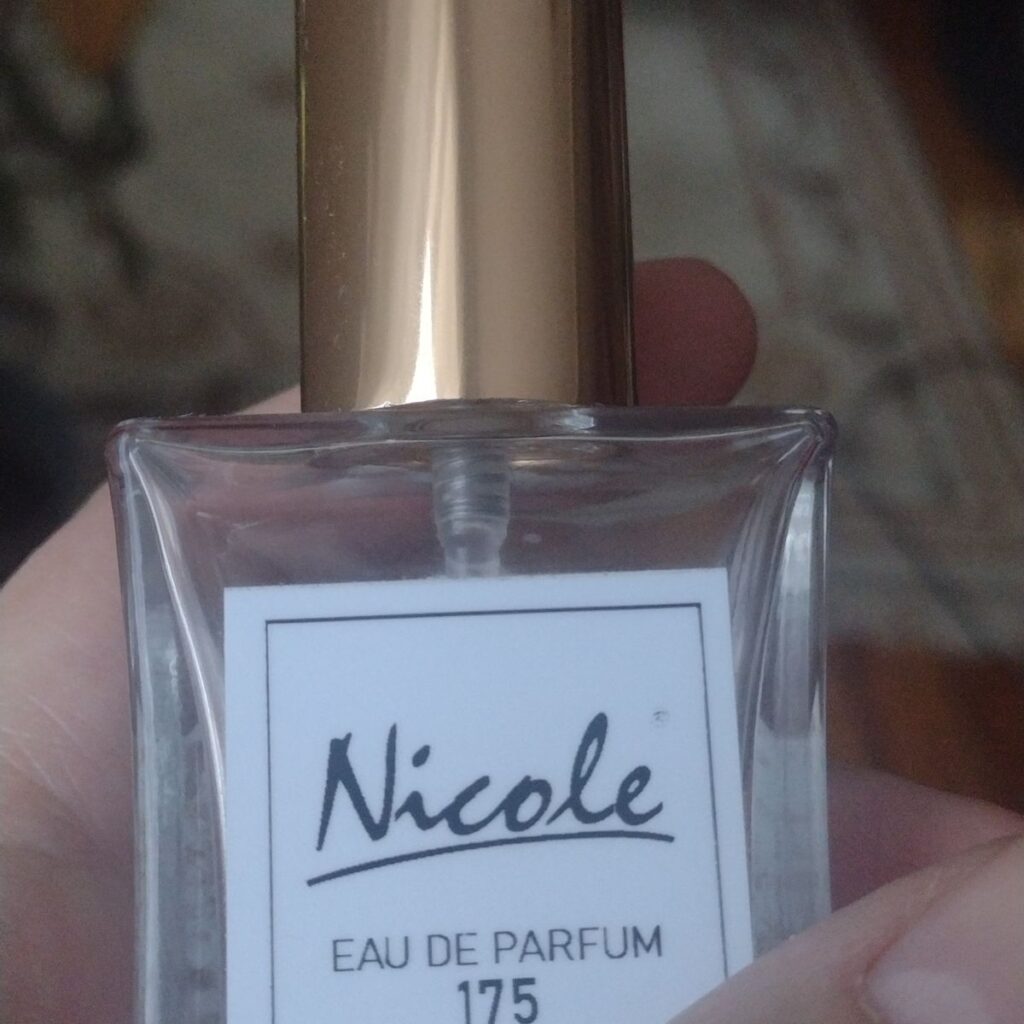 Nicole ®
EAU DE PARFUM
175